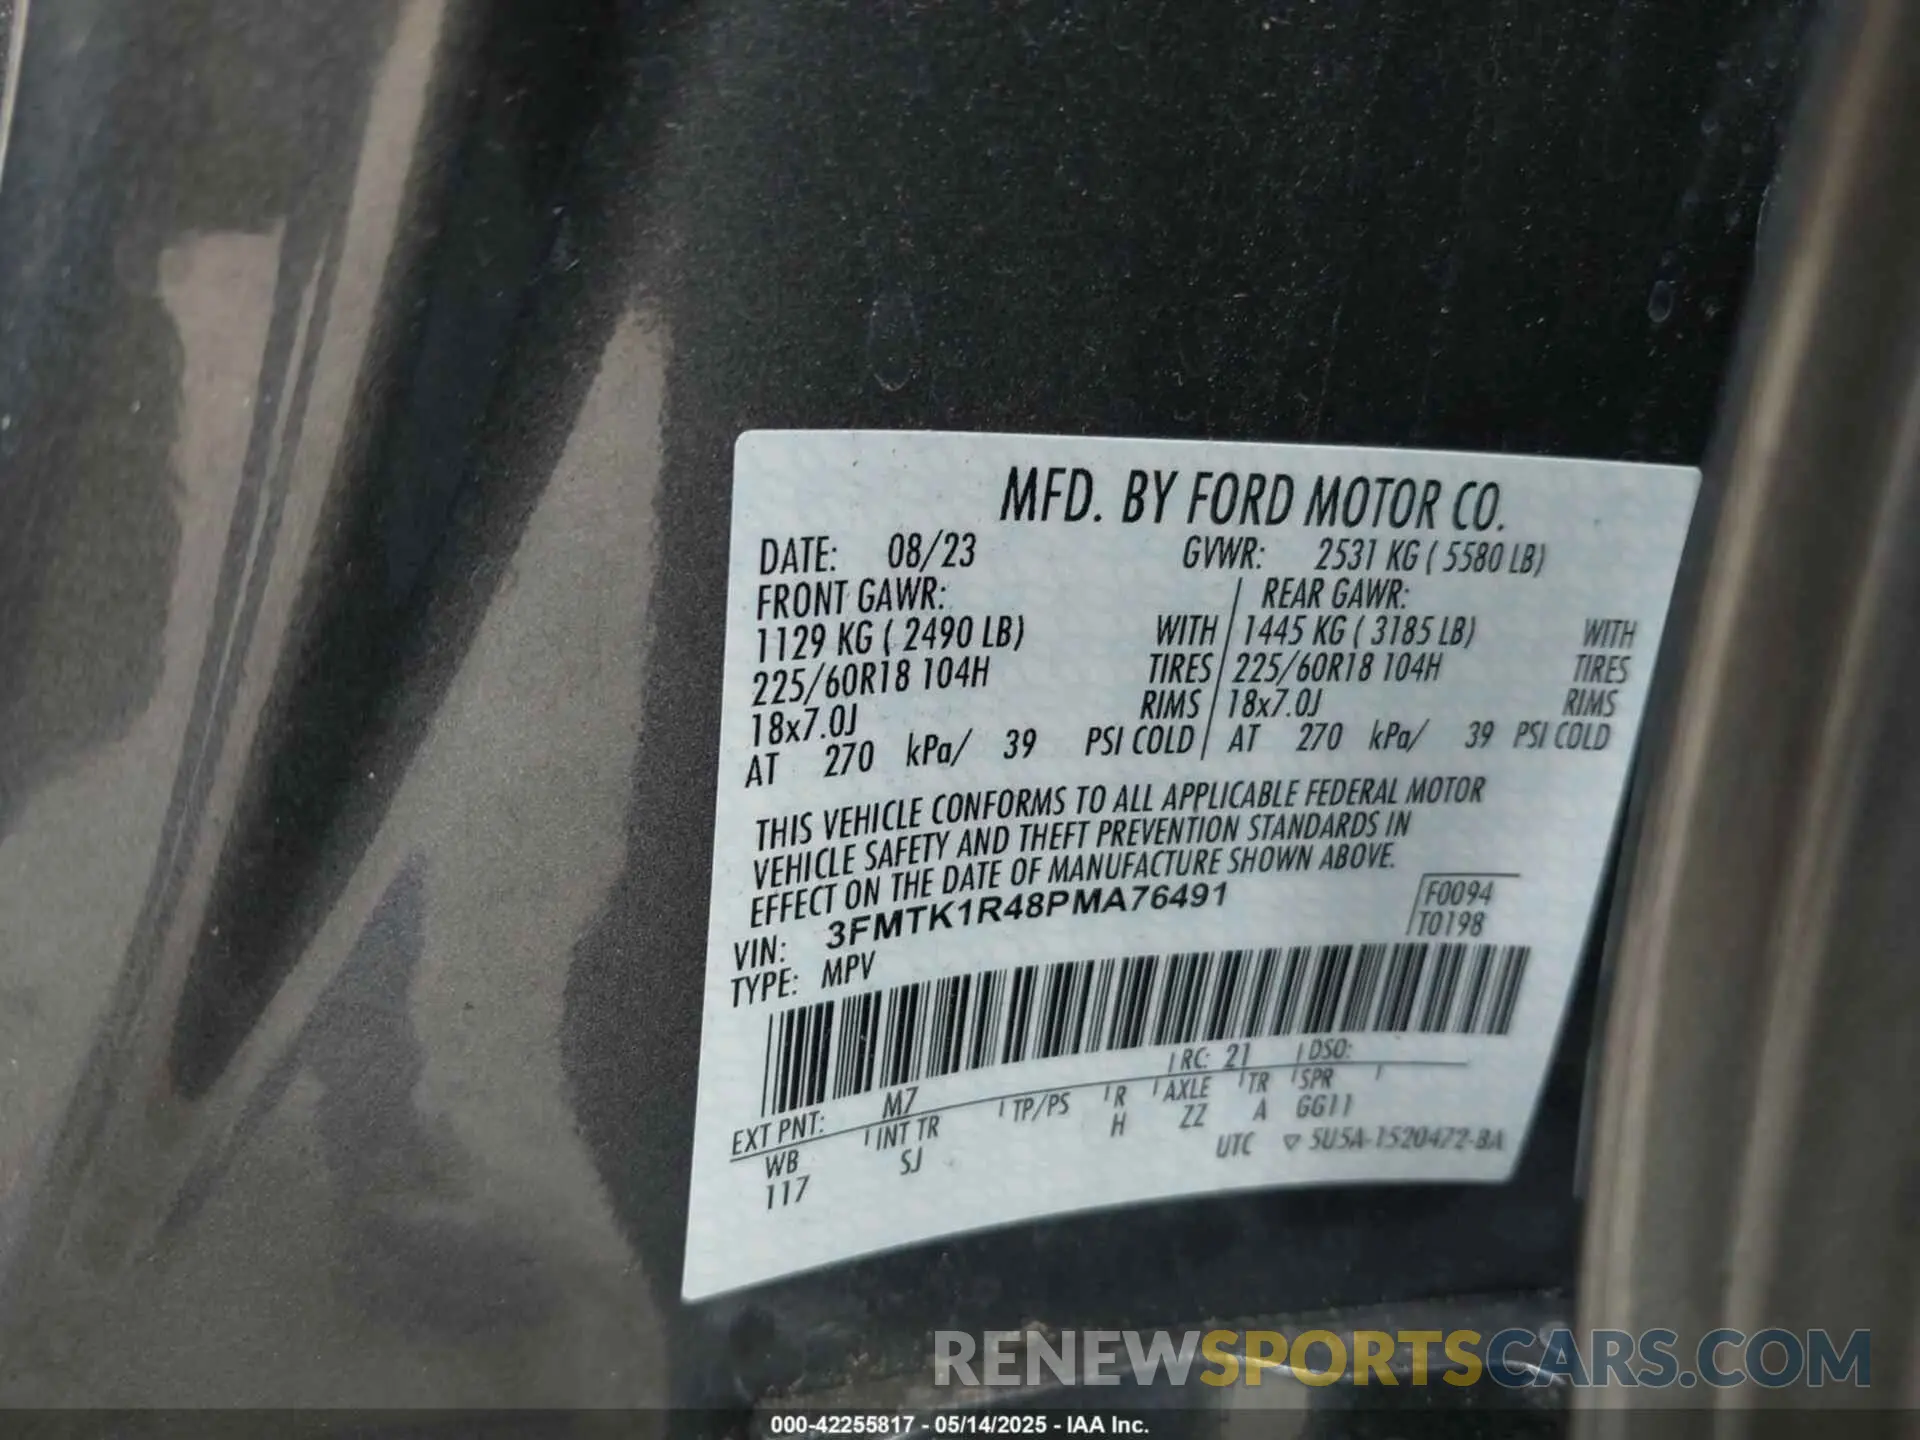 MFD. BY FORD MOTOR CO.
DATE: 08/23 GVWR: 2531 KG ( 5580 LB)
FRONT GAWR: REAR GAWR:
1129 KG ( 2490 LB) WITH 1445 KG ( 3185 LB) WITH
225/60R18 104H TIRES 225/60R18 104H TIRES
18x7.0J RIMS 18x7.0J RIMS
AT 270 kPa/ 39 PSI COLD AT 270 kPa/ 39 PSI COLD
THIS VEHICLE CONFORMS TO ALL APPLICABLE FEDERAL MOTOR
VEHICLE SAFETY AND THEFT PREVENTION STANDARDS IN
EFFECT ON THE DATE OF MANUFACTURE SHOWN ABOVE.
VIN: 3FMTK1R48PMA76491 F0094
TYPE: MPV T0198
EXT PNT: M7 RC: 21 DSO:
WB INT TR TP/PS R AXLE TR SPR
117 SJ H ZZ A GG11
UTC ▽ 5U5A-1520472-BA
RENEWSPORTSCARS.COM
000-42255817 - 05/14/2025 - IAA Inc.